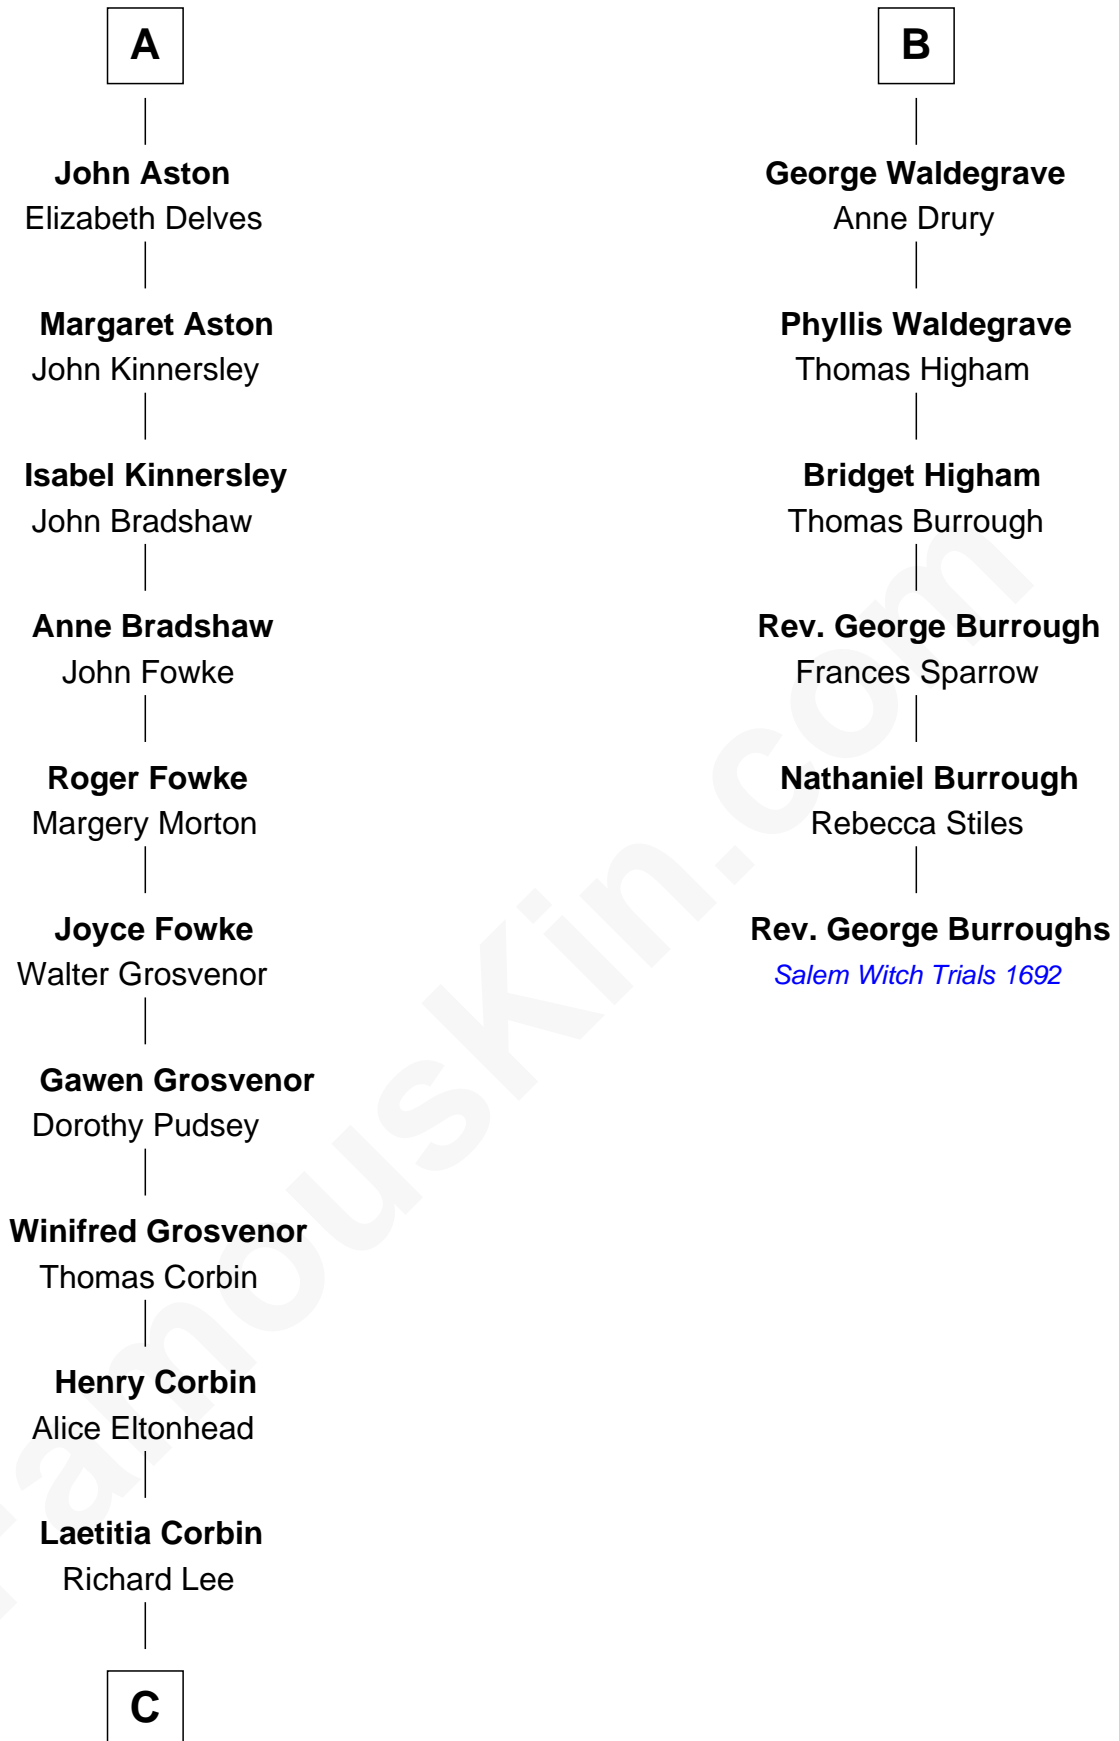 A
John Aston
Elizabeth Delves
Margaret Aston
John Kinnersley
Isabel Kinnersley
John Bradshaw
Anne Bradshaw
John Fowke
Roger Fowke
Margery Morton
Joyce Fowke
Walter Grosvenor
Gawen Grosvenor
Dorothy Pudsey
Winifred Grosvenor
Thomas Corbin
Henry Corbin
Alice Eltonhead
Laetitia Corbin
Richard Lee
C
B
George Waldegrave
Anne Drury
Phyllis Waldegrave
Thomas Higham
Bridget Higham
Thomas Burrough
Rev. George Burrough
Frances Sparrow
Nathaniel Burrough
Rebecca Stiles
Rev. George Burroughs
Salem Witch Trials 1692
FamousKin.com